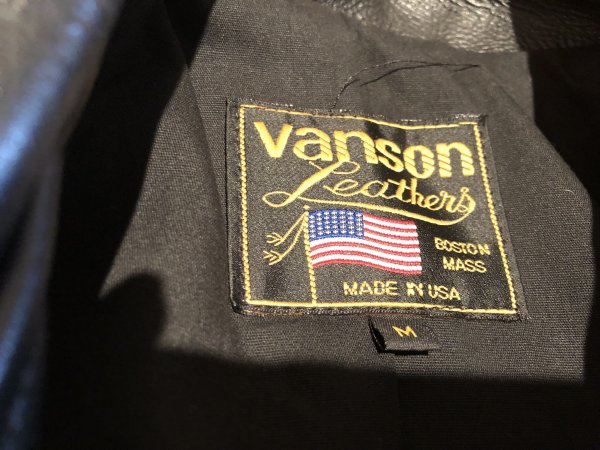 vanson
Leathers
BOSTON
MASS
MADE IN USA
M